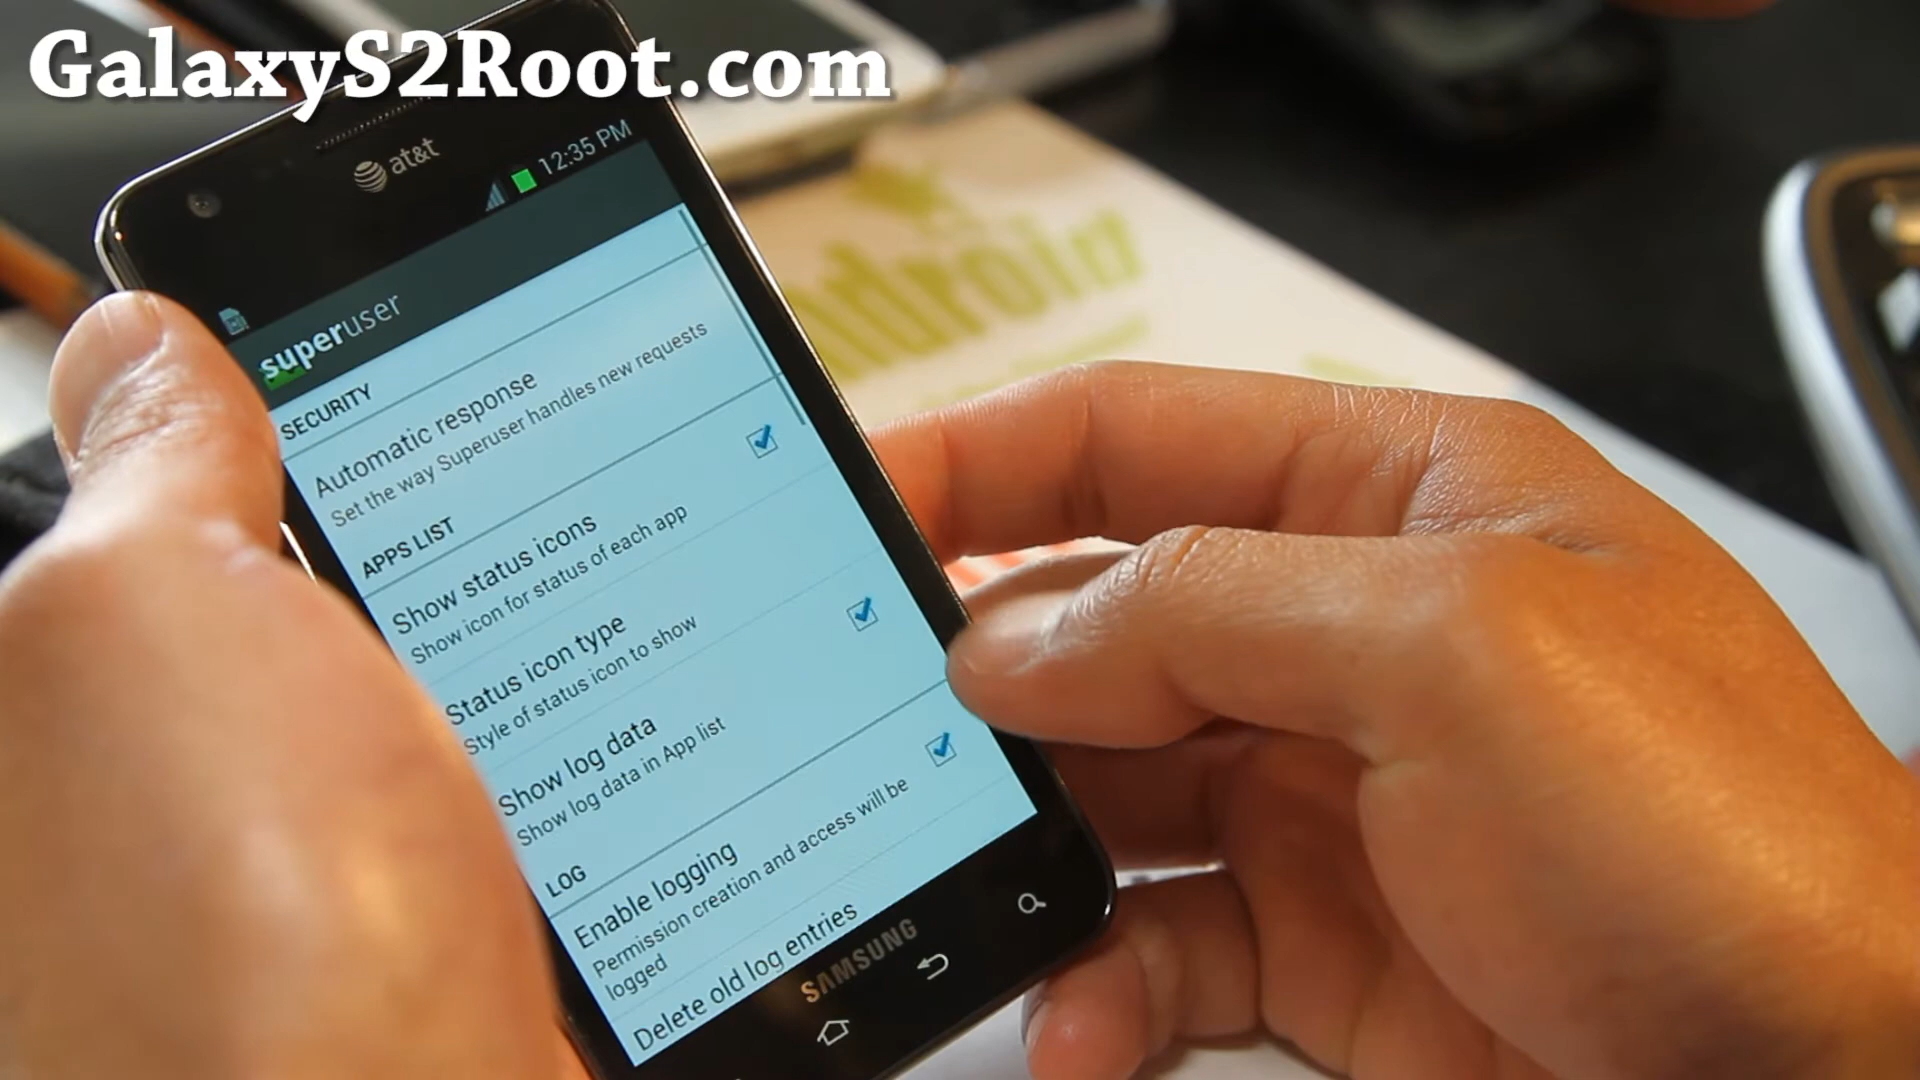 GalaxyS2Root.com
at&t
12:35 PM
superuser
SECURITY
Automatic response
Set the way Superuser handles new requests
APPS LIST
Show status icons
Show icon for status of each app
Status icon type
Style of status icon to show
Show log data
Show log data in App list
LOG
Enable logging
Permission creation and access will be
logged
Delete old log entries
SAMSUNG
android